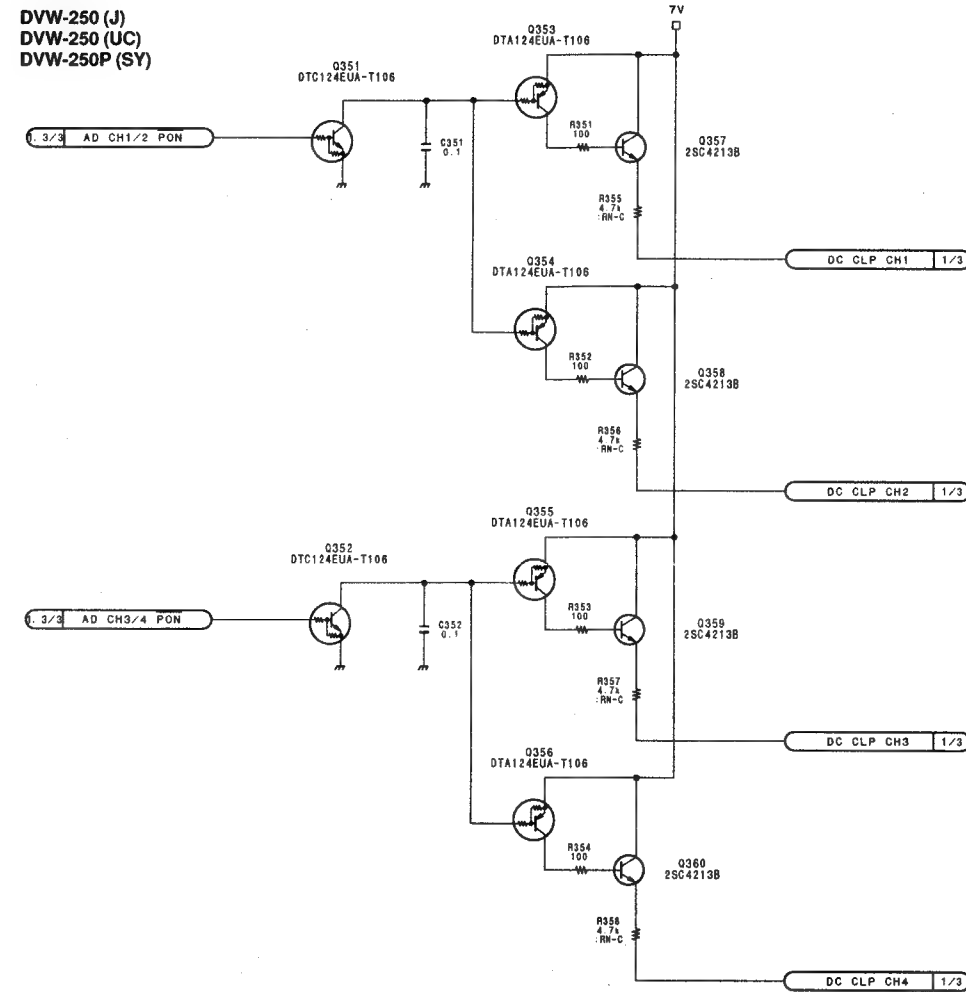 DVW-250 (J)
DVW-250 (UC)
DVW-250P (SY)
7V
Q353
DTA124EUA-T106
Q351
DTC124EUA-T106
3/3 AD CH1/2 PON
C351
0.1
R351
100
Q357
2SC4213B
R355
4.7k
:RN-C
DC CLP CH1 1/3
Q354
DTA124EUA-T106
R352
100
Q358
2SC4213B
R356
4.7k
:RN-C
DC CLP CH2 1/3
Q355
DTA124EUA-T106
Q352
DTC124EUA-T106
3/3 AD CH3/4 PON
C352
0.1
R353
100
Q359
2SC4213B
R357
4.7k
:RN-C
DC CLP CH3 1/3
Q356
DTA124EUA-T106
R354
100
Q360
2SC4213B
R358
4.7k
:RN-C
DC CLP CH4 1/3